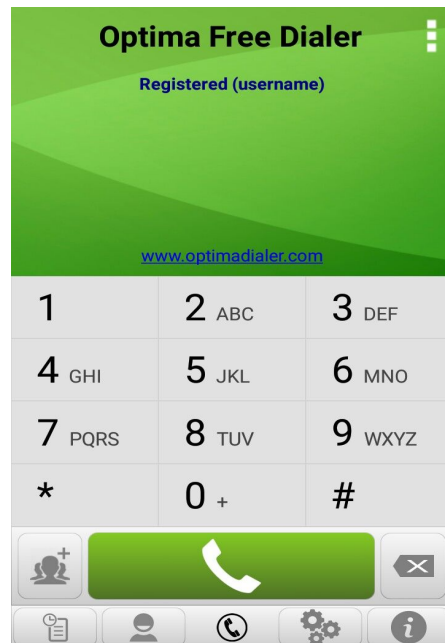 Optima Free Dialer
Registered (username)
www.optimadialer.com
1 2 ABC 3 DEF
4 GHI 5 JKL 6 MNO
7 PQRS 8 TUV 9 WXYZ
* 0 + #